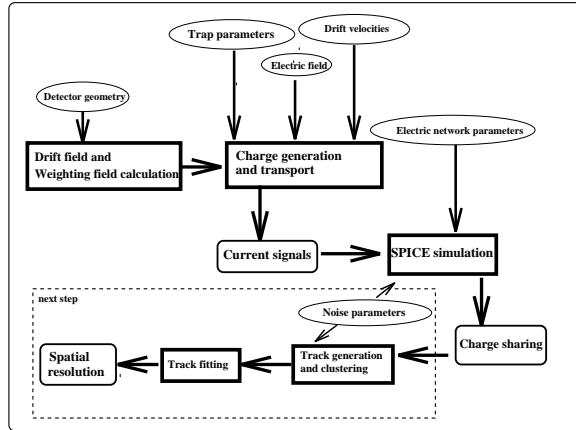 Trap parameters
Drift velocities
Electric field
Detector geometry
Electric network parameters
Drift field and
Weighting field calculation
Charge generation
and transport
Current signals
SPICE simulation
next step
Noise parameters
Charge sharing
Spatial
resolution
Track fitting
Track generation
and clustering